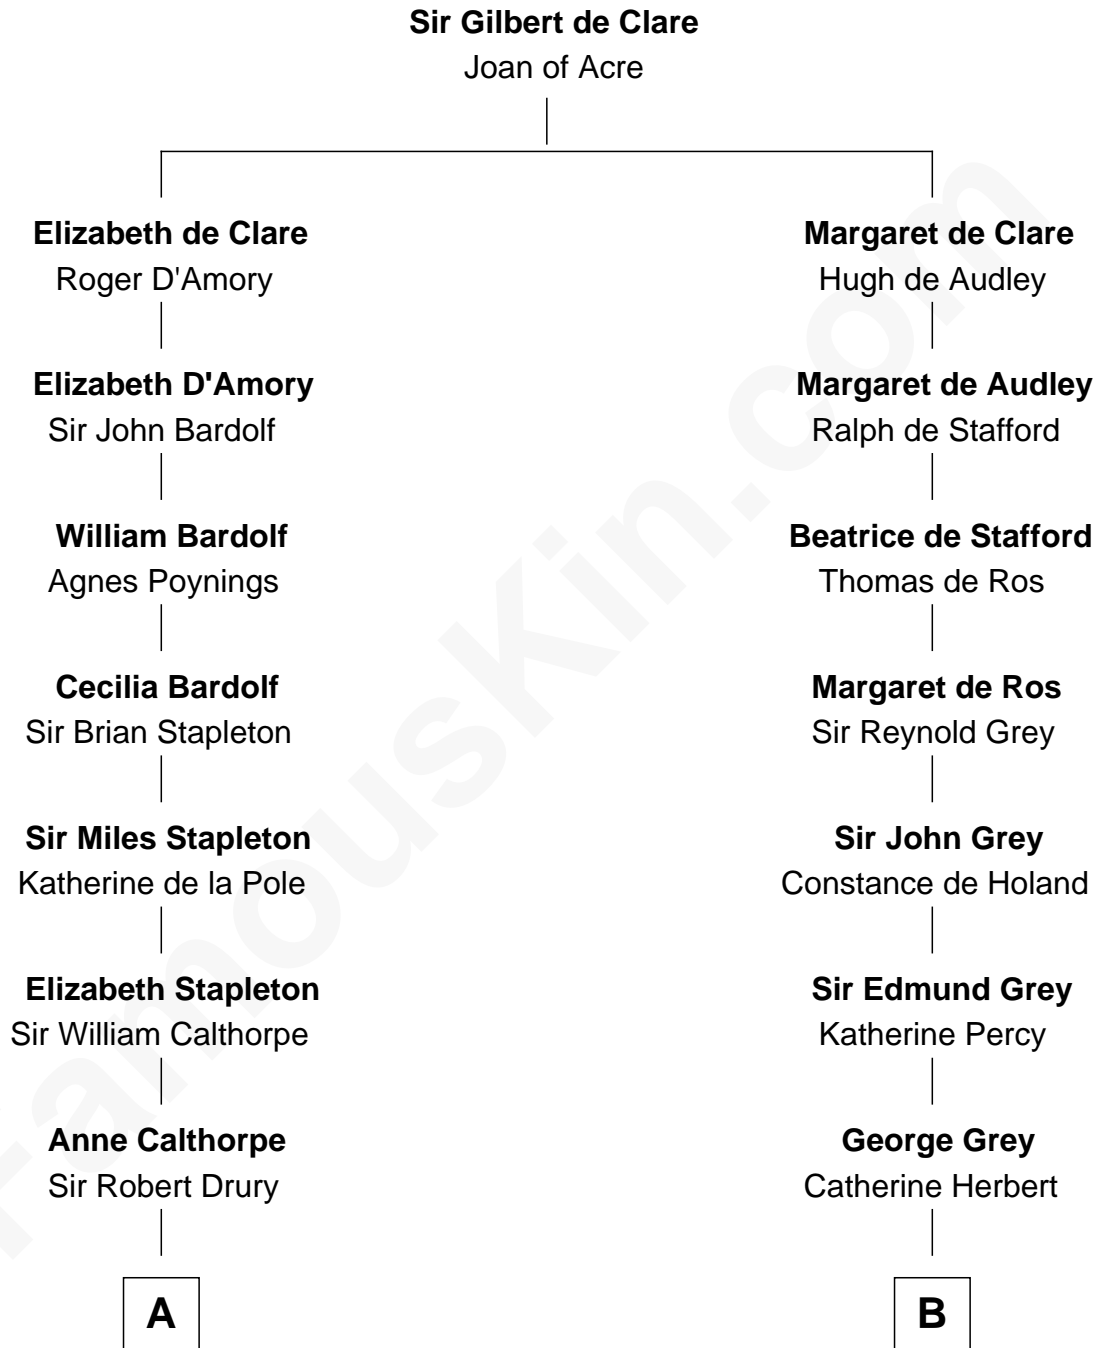 Sir Gilbert de Clare
Joan of Acre
Elizabeth de Clare
Roger D'Amory
Margaret de Clare
Hugh de Audley
Elizabeth D'Amory
Sir John Bardolf
Margaret de Audley
Ralph de Stafford
William Bardolf
Agnes Poynings
Beatrice de Stafford
Thomas de Ros
Cecilia Bardolf
Sir Brian Stapleton
Margaret de Ros
Sir Reynold Grey
Sir Miles Stapleton
Katherine de la Pole
Sir John Grey
Constance de Holand
Elizabeth Stapleton
Sir William Calthorpe
Sir Edmund Grey
Katherine Percy
Anne Calthorpe
Sir Robert Drury
George Grey
Catherine Herbert
A
B
FamousKin.com